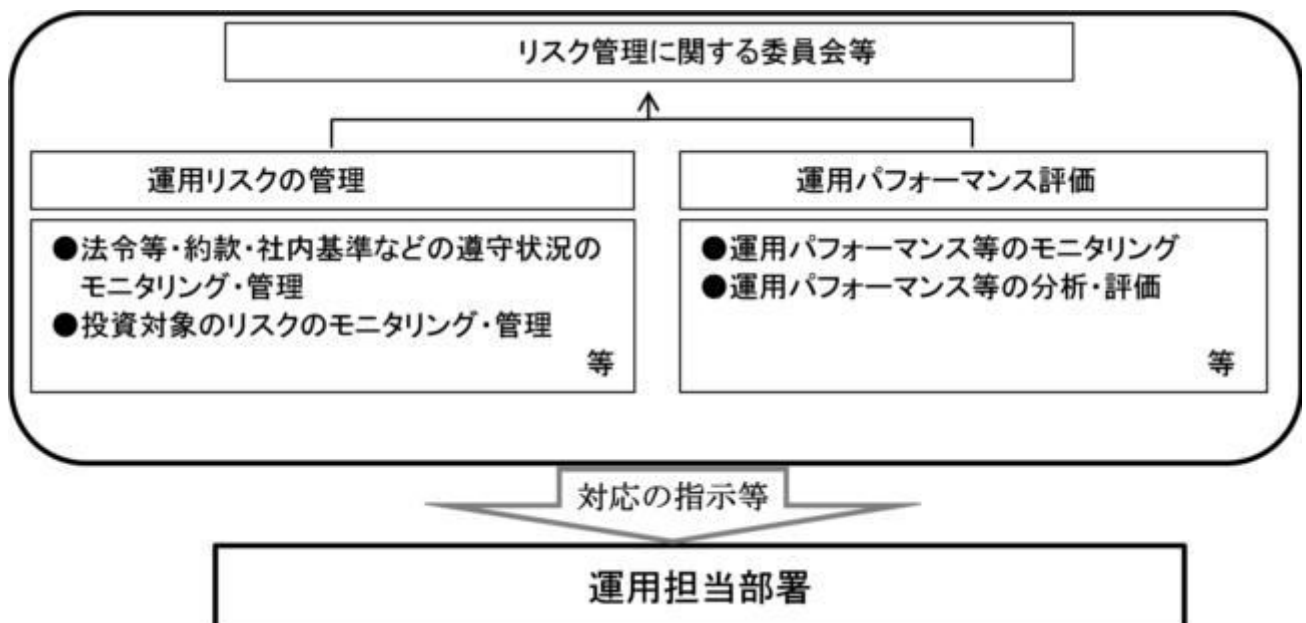 リスク管理に関する委員会等
運用リスクの管理
●法令等・約款・社内基準などの遵守状況の
モニタリング・管理
●投資対象のリスクのモニタリング・管理
等
運用パフォーマンス評価
●運用パフォーマンス等のモニタリング
●運用パフォーマンス等の分析・評価
等
対応の指示等
運用担当部署